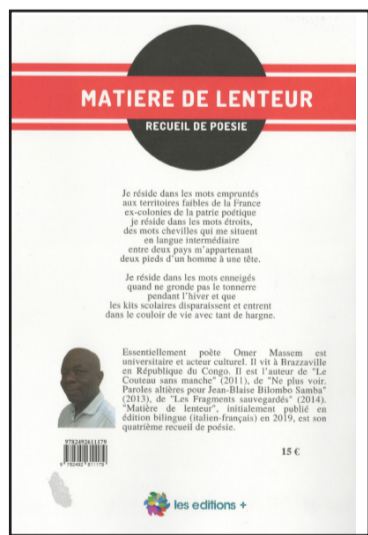 MATIERE DE LENTEUR
RECUEIL DE POESIE
Je réside dans les mots empruntés
aux territoires faibles de la France
ex-colonies de la patrie poétique
je réside dans les mots étroits,
des mots chevilles qui me situent
en langue intermédiaire
entre deux pays m'appartenant
deux pieds d'un homme à une tête.
Je réside dans les mots enneigés
quand ne gronde pas le tonnerre
pendant l'hiver et que
les kits scolaires disparaissent et entrent
dans le couloir de vie avec tant de hargne.
Essentiellement poète Omer Massem est
universitaire et acteur culturel. Il vit à Brazzaville
en République du Congo. Il est l'auteur de "Le
Couteau sans manche" (2011), de "Ne plus voir.
Paroles altières pour Jean-Blaise Bilombo Samba"
(2013), de "Les Fragments sauvegardés" (2014).
"Matière de lenteur", initialement publié en
édition bilingue (italien-français) en 2019, est son
quatrième recueil de poésie.
9782492611179
9 782492 611179
15 €
les editions +